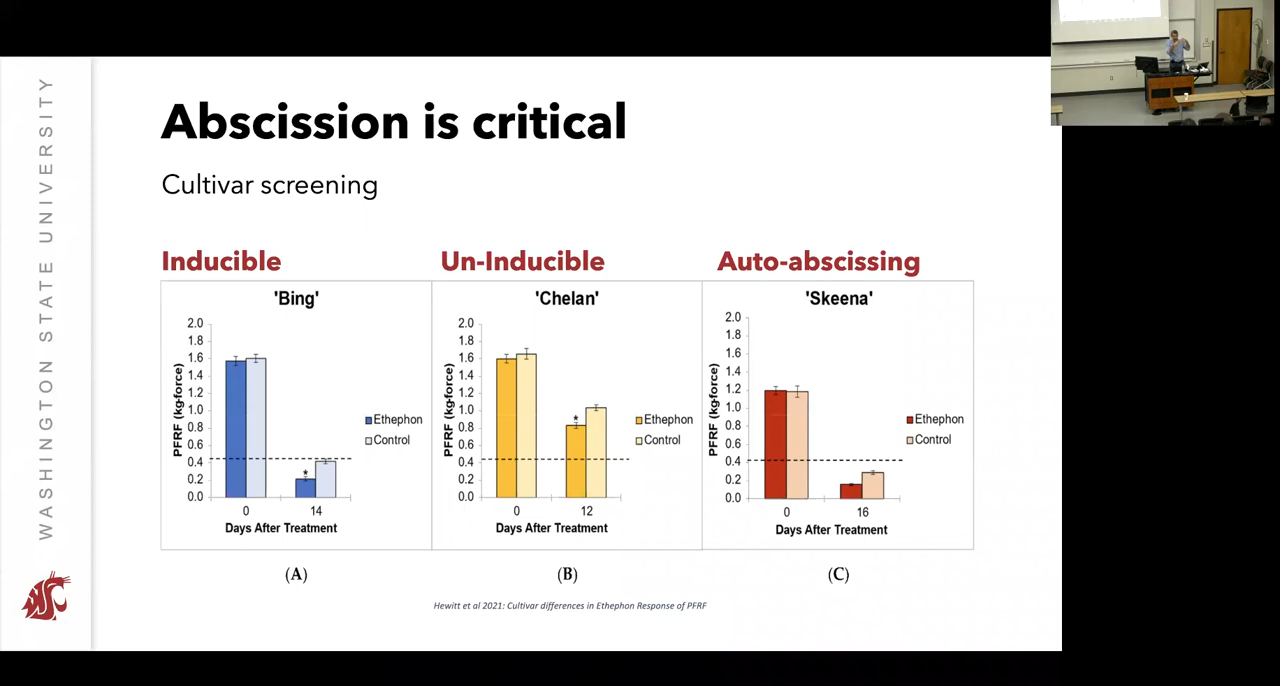 WASHINGTON STATE UNIVERSITY
Abscission is critical
Cultivar screening
Inducible
Un-Inducible
Auto-abscissing
'Bing'
2.0
1.8
1.6
1.4
1.2
1.0
0.8
0.6
0.4
0.2
0.0
PFRF (kg-force)
*
Ethephon
Control
0
14
Days After Treatment
(A)
'Chelan'
2.0
1.8
1.6
1.4
1.2
1.0
0.8
0.6
0.4
0.2
0.0
PFRF (kg-force)
*
Ethephon
Control
0
12
Days After Treatment
(B)
'Skeena'
2.0
1.8
1.6
1.4
1.2
1.0
0.8
0.6
0.4
0.2
0.0
PFRF (kg-force)
Ethephon
Control
0
16
Days After Treatment
(C)
Hewitt et al 2021: Cultivar differences in Ethephon Response of PFRF